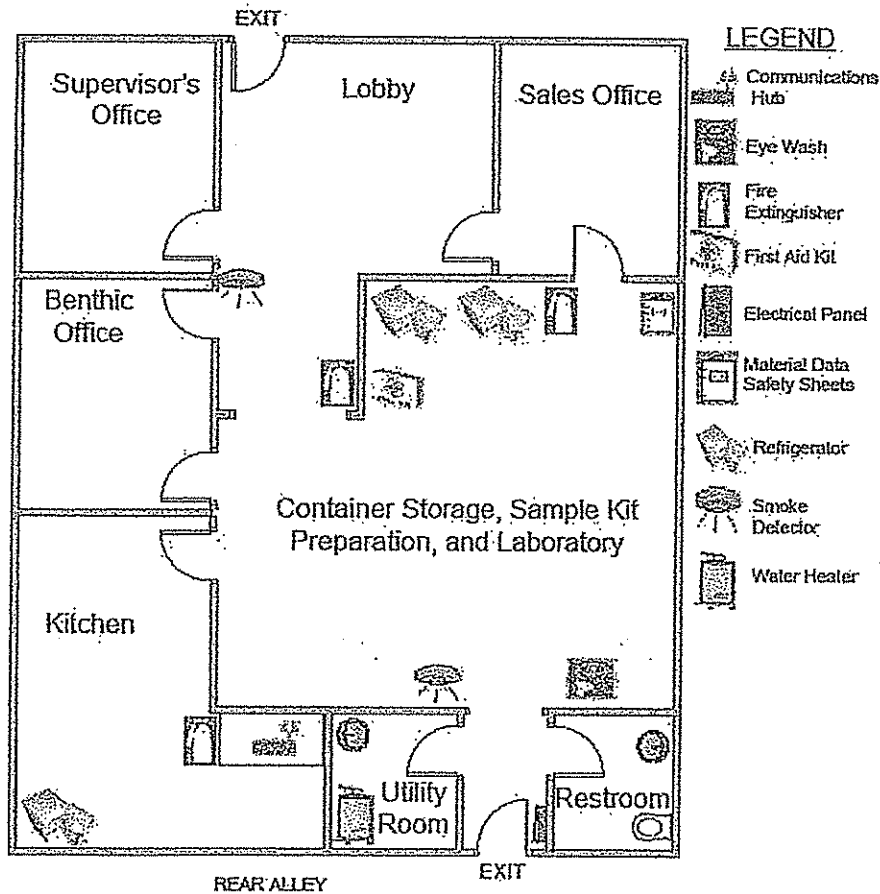 EXIT
Supervisor's
Office
Lobby
Sales Office
Benthic
Office
Container Storage, Sample Kit
Preparation, and Laboratory
Kitchen
Utility
Room
Restroom
EXIT
REAR ALLEY
LEGEND
Communications
Hub
Eye Wash
Fire
Extinguisher
First Aid Kit
Electrical Panel
Material Data
Safety Sheets
Refrigerator
Smoke
Detector
Water Heater